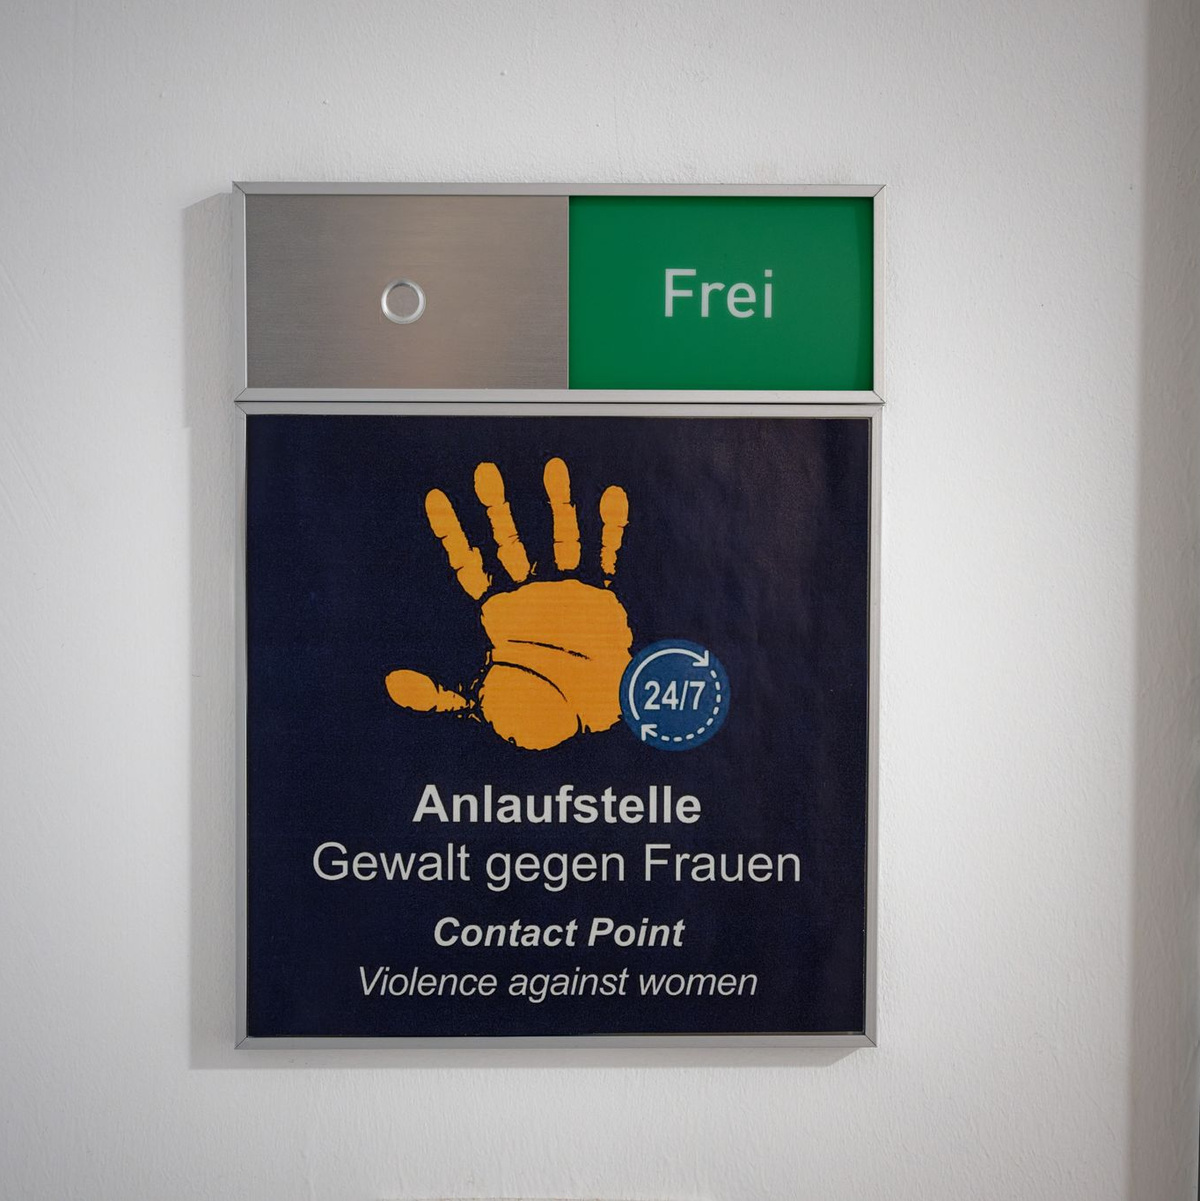 Frei
24/7
Anlaufstelle
Gewalt gegen Frauen
Contact Point
Violence against women